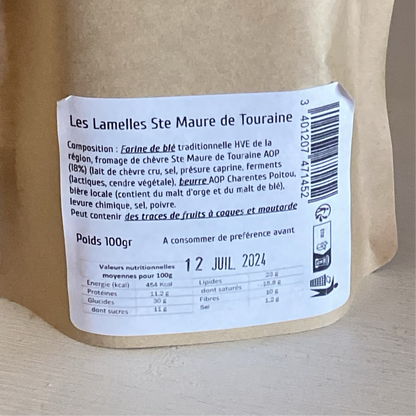 Les Lamelles Ste Maure de Touraine
Composition : Farine de blé traditionnelle HVE de la
région, fromage de chèvre Ste Maure de Touraine AOP
(18%) (lait de chèvre cru, sel, présure caprine, ferments
(lactiques, cendre végétale), beurre AOP Charentes Poitou,
bière locale (contient du malt d'orge et du malt de blé),
levure chimique, sel, poivre.
Peut contenir des traces de fruits à coques et moutarde
Poids 100gr
A consommer de preférence avant
12 JUIL 2024
Valeurs nutritionnelles
moyennes pour 100g
Energie (kcal) 454 Kcal
Protéines 11.2 g
Glucides 30 g
dont sucres 11 g
Lipides
dont saturés 15.8 g
Fibres 10 g
Sel 1.2 g
3 401207 471452